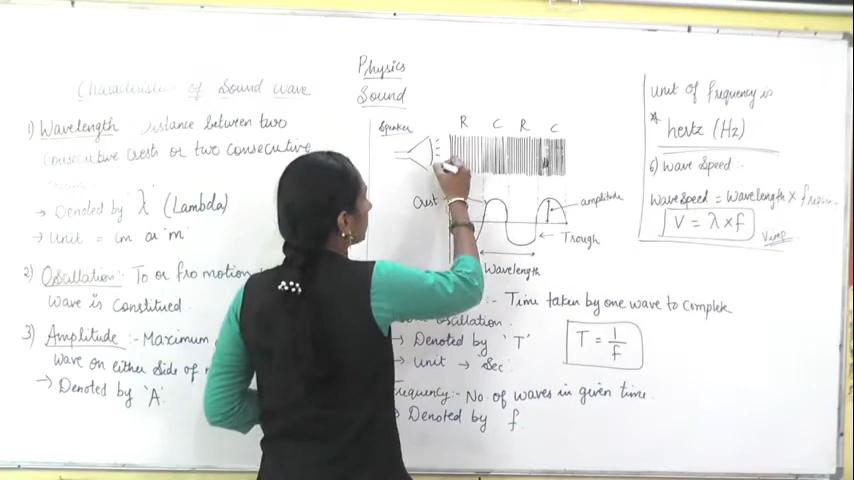 Physics
Sound
Characteristics of Sound Wave
1) Wavelength Distance between two
consecutive crests or two consecutive
→ Denoted by λ (Lambda)
→ Unit = cm or 'm'
2) Oscillation:- To or fro motion
wave is constitued.
3) Amplitude :- Maximum
wave on either side of
→ Denoted by 'A'.
Speaker
R C R C
Crest
amplitude
Trough
Wavelength
:- Time taken by one wave to complete
oscillation.
→ Denoted by 'T'
→ Unit → 'Sec'.
T = 1/f
frequency:- No. of waves in given time.
→ Denoted by f.
Unit of frequency is
* hertz (Hz)
6) Wave Speed :-
Wave Speed = Wavelength x
V = λ x f
V.imp